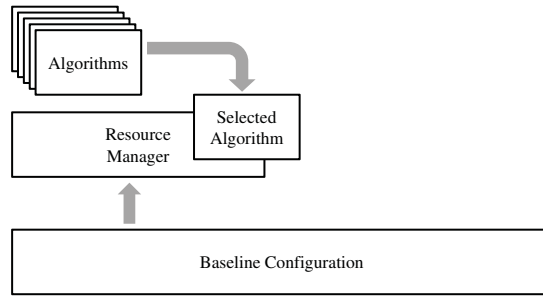 Algorithms
Selected
Algorithm
Resource
Manager
Baseline Configuration